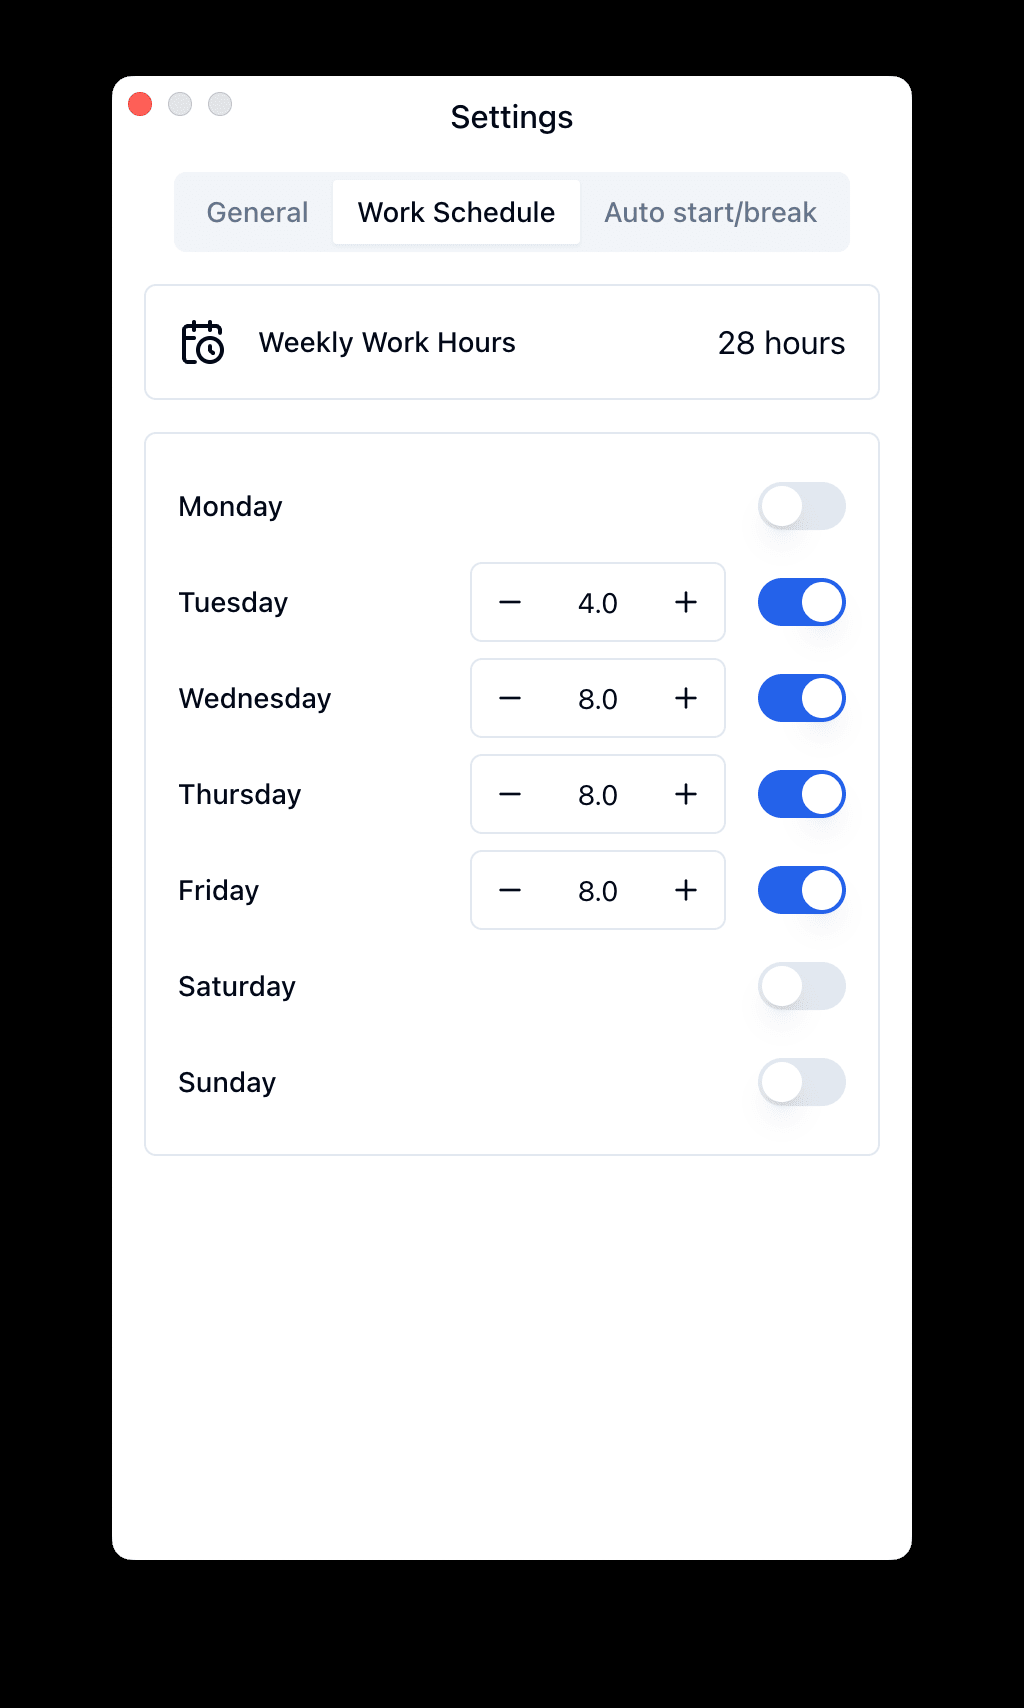 Settings
General Work Schedule Auto start/break
Weekly Work Hours 28 hours
Monday
Tuesday − 4.0 +
Wednesday − 8.0 +
Thursday − 8.0 +
Friday − 8.0 +
Saturday
Sunday